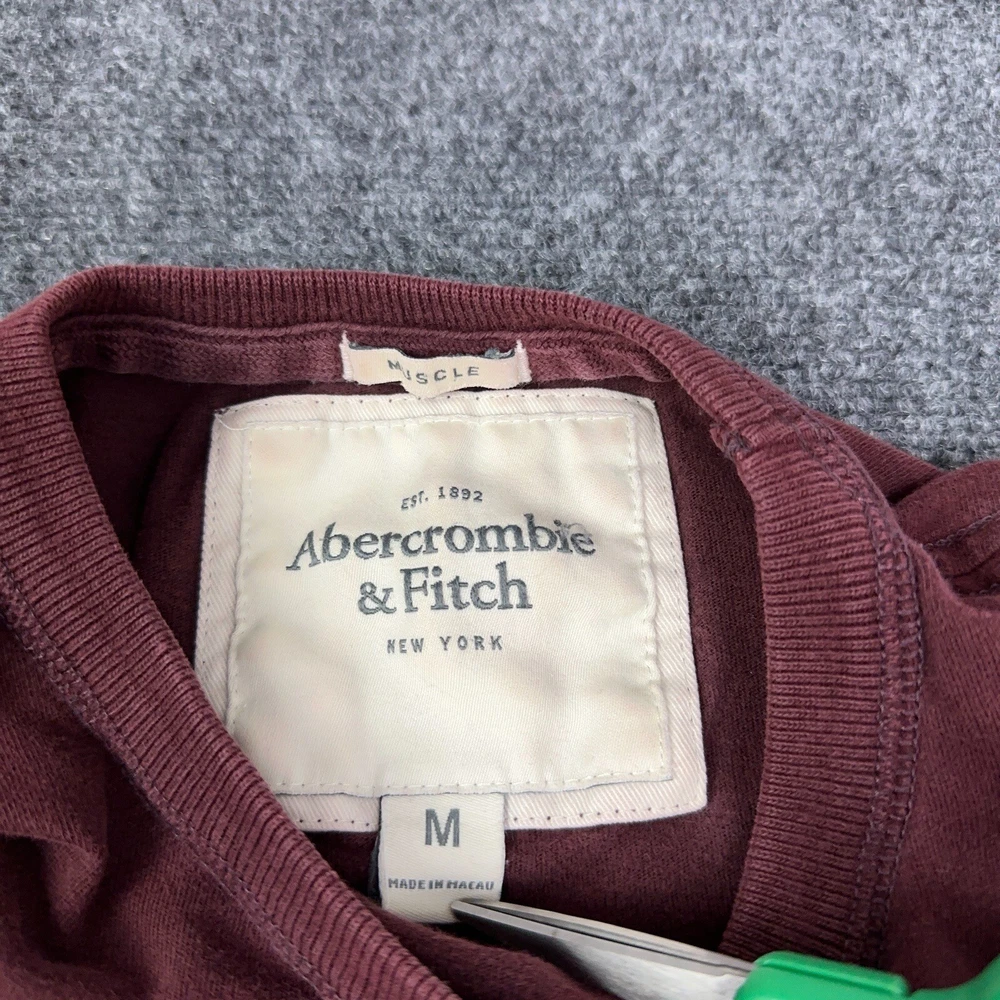 MUSCLE
EST. 1892
Abercrombie
& Fitch
NEW YORK
M
MADE IN MACAU